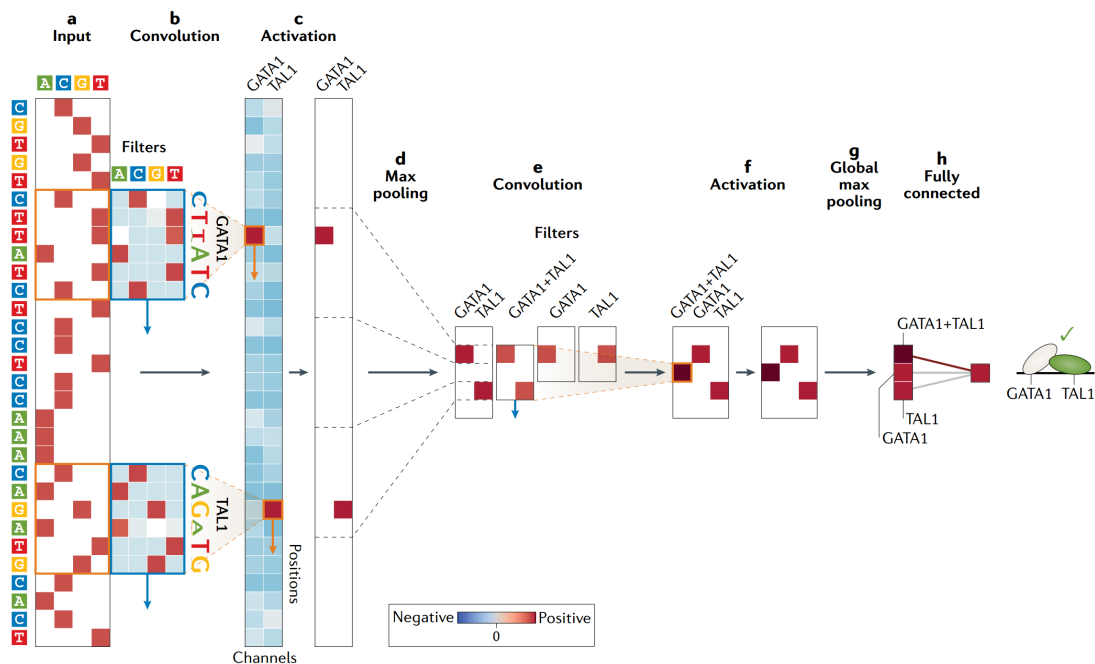 a
Input
b
Convolution
c
Activation
d
Max
pooling
e
Convolution
f
Activation
g
Global
max
pooling
h
Fully
connected
A C G T
C
G
T
G
T
C
T
T
A
T
C
T
C
C
T
C
C
A
A
A
C
A
G
A
T
G
C
A
C
T
Filters
A C G T
CTTATC
GATA1
CAGATG
TAL1
GATA1
TAL1
GATA1
TAL1
Positions
Channels
Filters
GATA1
TAL1
GATA1+TAL1
GATA1
TAL1
GATA1+TAL1
GATA1
TAL1
GATA1+TAL1
TAL1
GATA1
✓
GATA1 TAL1
Negative Positive
0